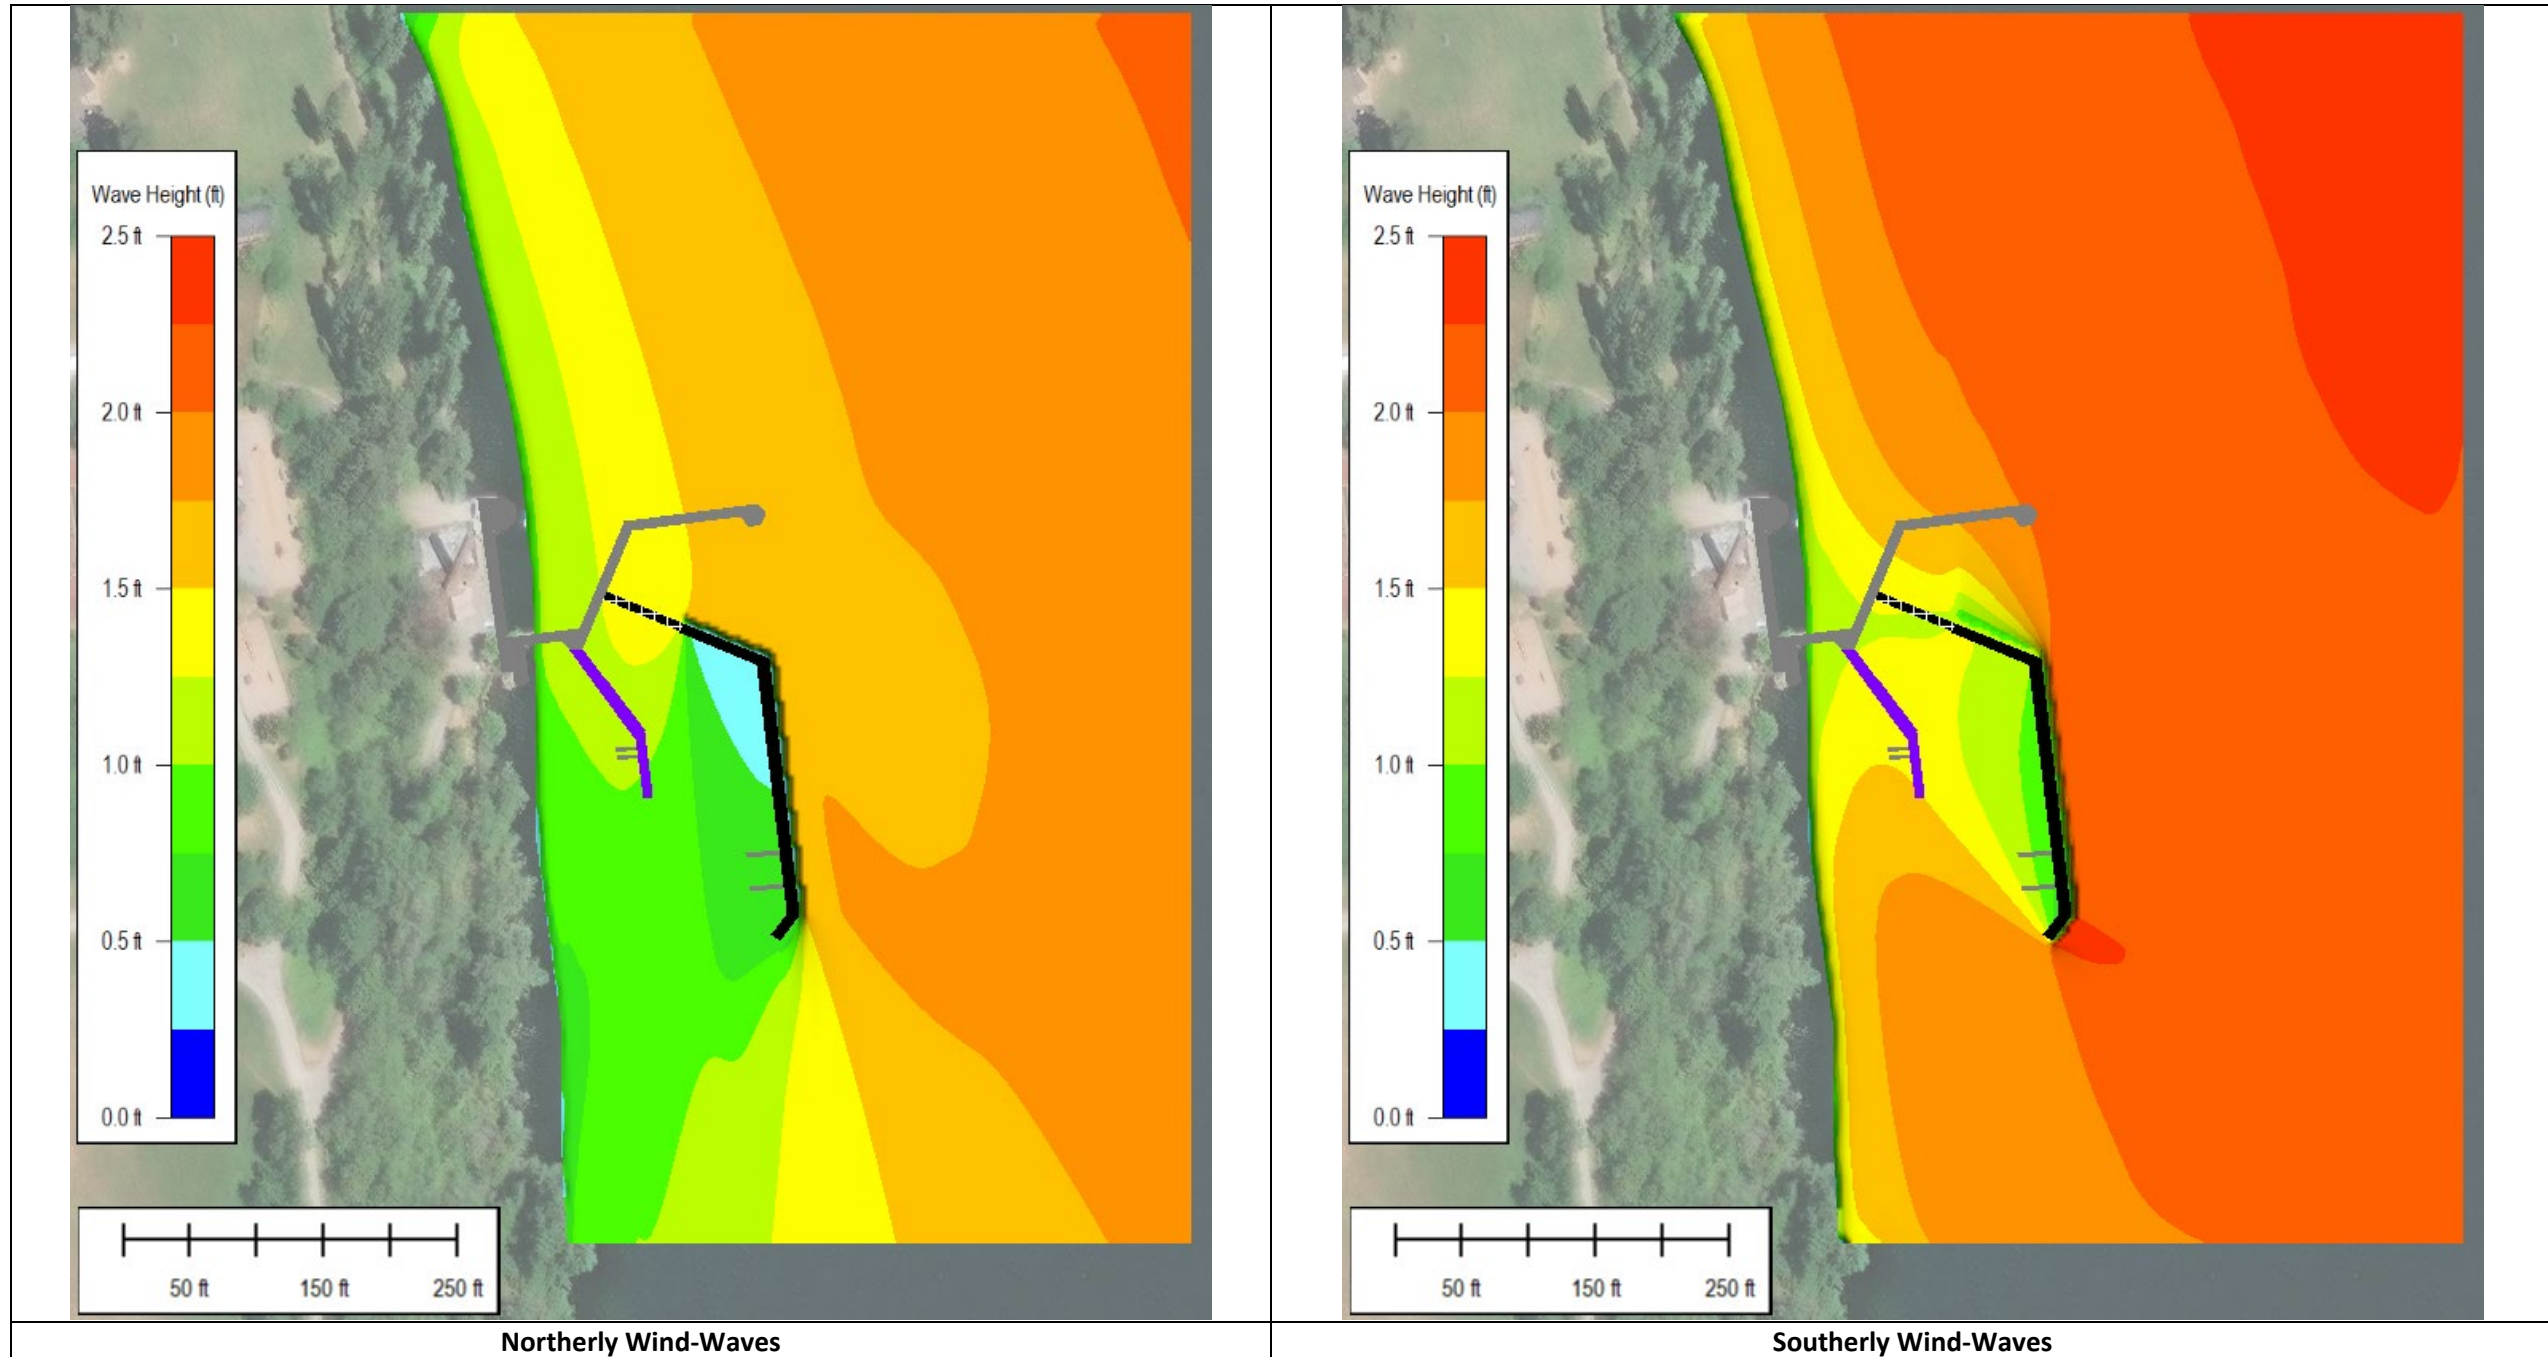 Wave Height (ft)
2.5 ft
2.0 ft
1.5 ft
1.0 ft
0.5 ft
0.0 ft
50 ft 150 ft 250 ft
Northerly Wind-Waves
Wave Height (ft)
2.5 ft
2.0 ft
1.5 ft
1.0 ft
0.5 ft
0.0 ft
50 ft 150 ft 250 ft
Southerly Wind-Waves